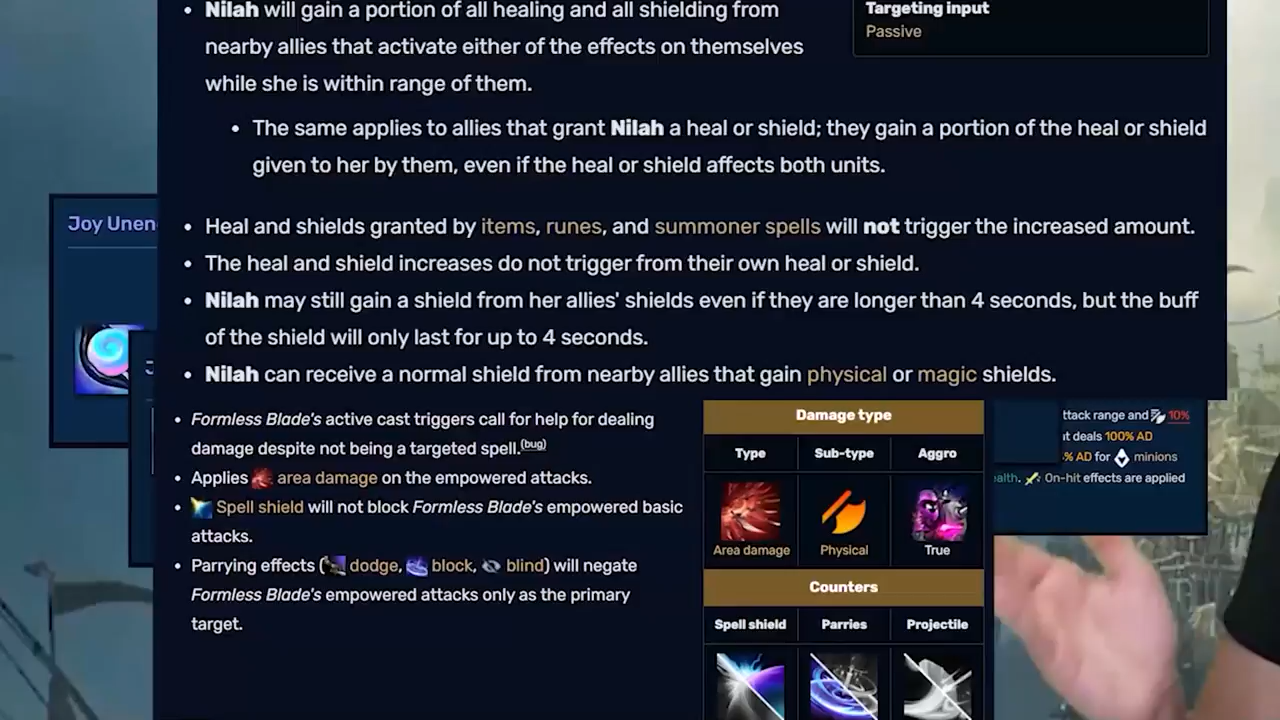 Nilah will gain a portion of all healing and all shielding from
nearby allies that activate either of the effects on themselves
while she is within range of them.
Targeting input
Passive
The same applies to allies that grant Nilah a heal or shield; they gain a portion of the heal or shield
given to her by them, even if the heal or shield affects both units.
Joy Unen
Heal and shields granted by items, runes, and summoner spells will not trigger the increased amount.
The heal and shield increases do not trigger from their own heal or shield.
Nilah may still gain a shield from her allies' shields even if they are longer than 4 seconds, but the buff
of the shield will only last for up to 4 seconds.
Nilah can receive a normal shield from nearby allies that gain physical or magic shields.
Formless Blade's active cast triggers call for help for dealing
damage despite not being a targeted spell.[bug]
Applies area damage on the empowered attacks.
Spell shield will not block Formless Blade's empowered basic
attacks.
Parrying effects (dodge, block, blind) will negate
Formless Blade's empowered attacks only as the primary
target.
Damage type
Type Sub-type Aggro
Area damage Physical True
Counters
Spell shield Parries Projectile
ttack range and 10%
t deals 100% AD
% AD for minions
ealth. On-hit effects are applied